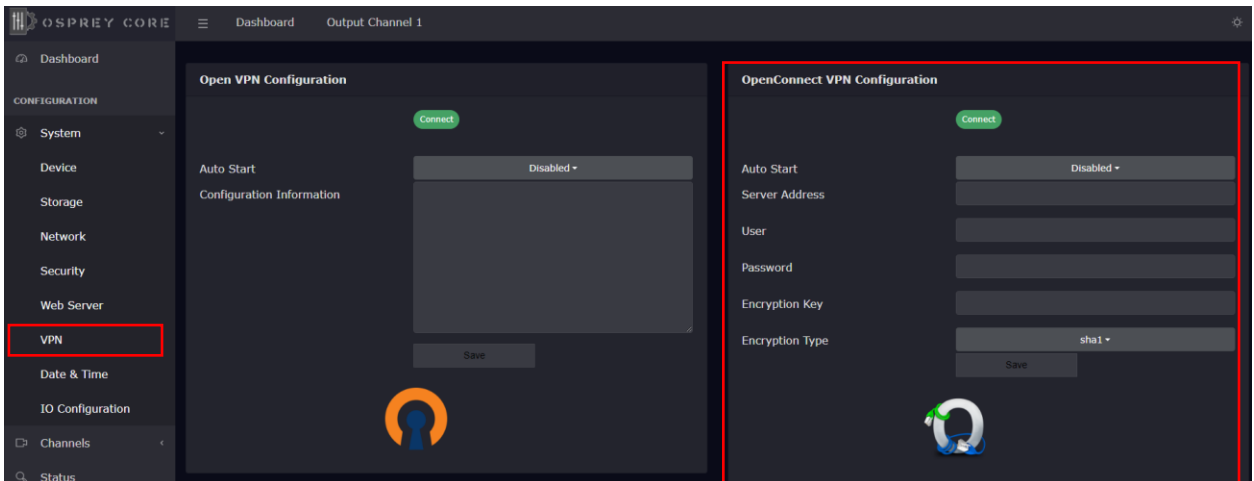 OSPREY CORE
Dashboard
Output Channel 1
Dashboard
CONFIGURATION
System
Device
Storage
Network
Security
Web Server
VPN
Date & Time
IO Configuration
Channels
Status
Open VPN Configuration
Connect
Auto Start
Disabled
Configuration Information
Save
OpenConnect VPN Configuration
Connect
Auto Start
Disabled
Server Address
User
Password
Encryption Key
Encryption Type
sha1
Save